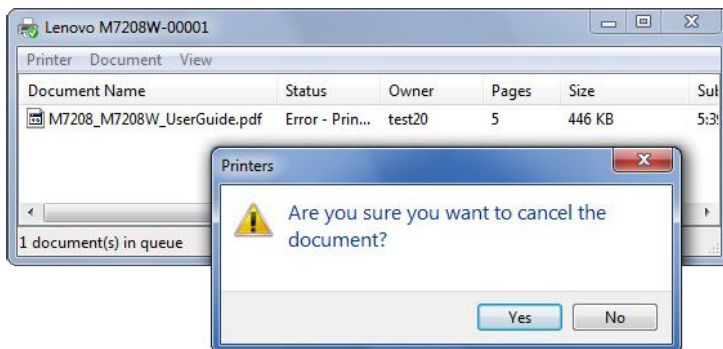 Lenovo M7208W-00001
Printer Document View
Document Name Status Owner Pages Size
M7208_M7208W_UserGuide.pdf Error - Prin... test20 5 446 KB
Printers
Are you sure you want to cancel the
document?
1 document(s) in queue
Yes No